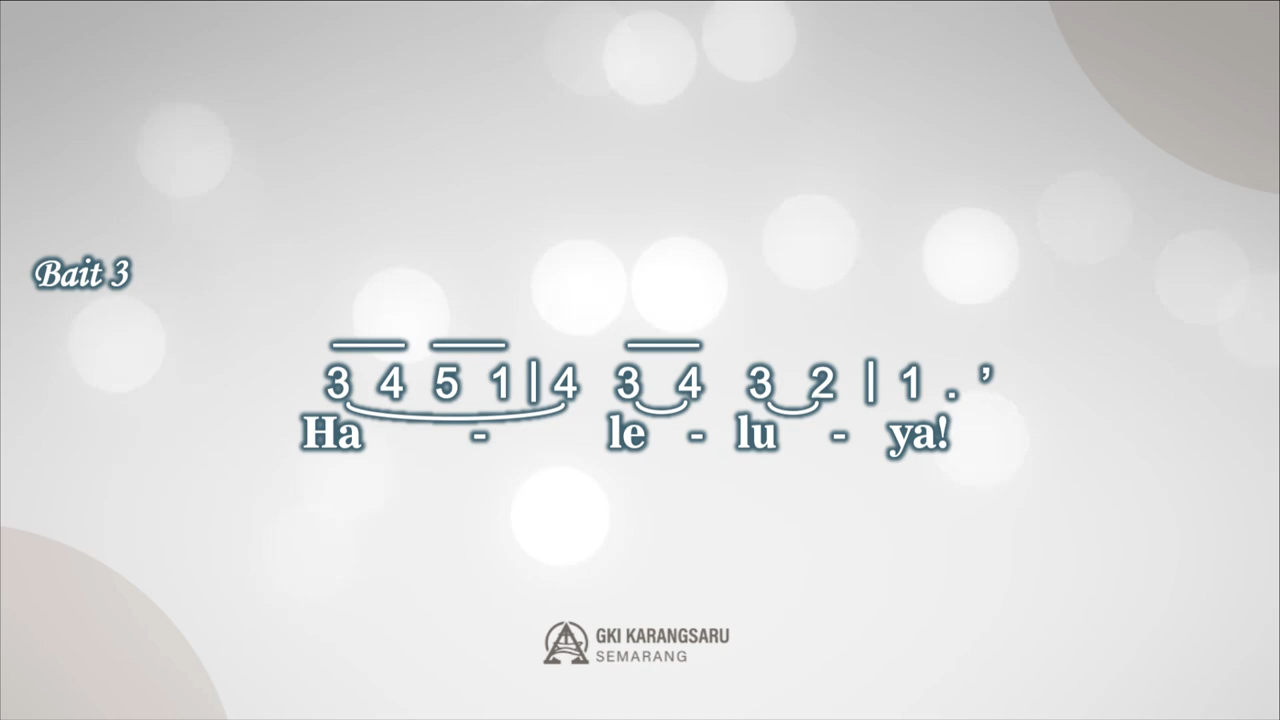 Bait 3
3 4 5 1 | 4 3 4 3 2 | 1 . ’
Ha - le - lu - ya!
GKI KARANGSARU
SEMARANG